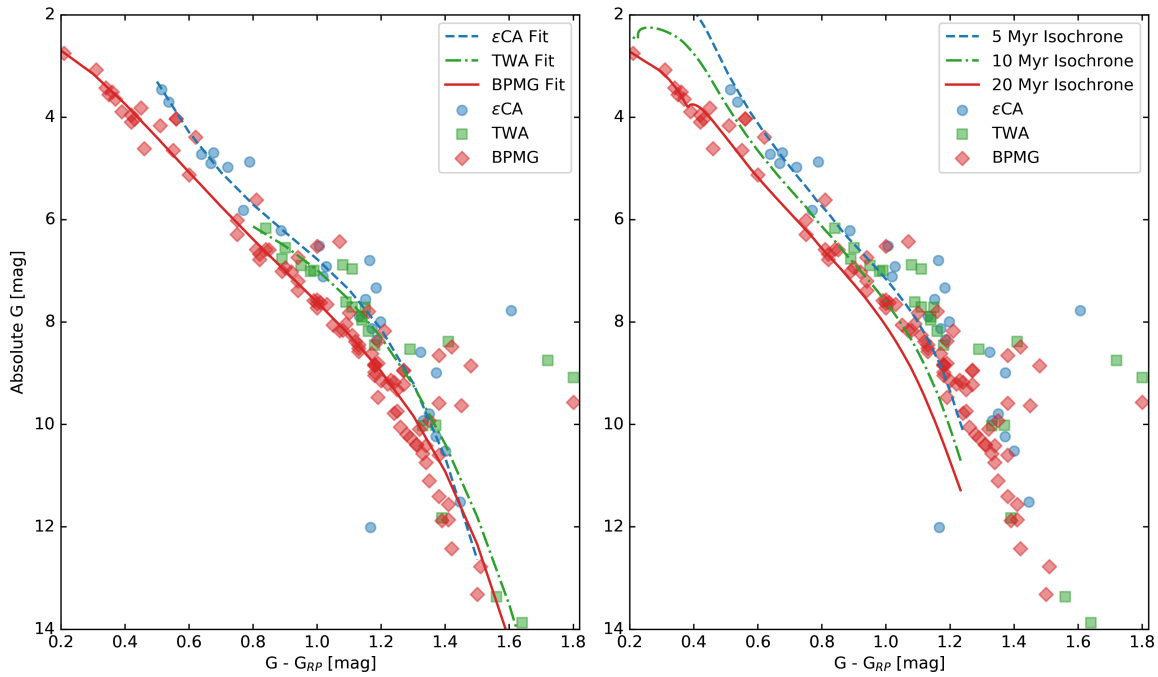 2
4
6
8
10
12
14
Absolute G [mag]
0.2 0.4 0.6 0.8 1.0 1.2 1.4 1.6 1.8
G - G_RP [mag]
εCA Fit
TWA Fit
BPMG Fit
εCA
TWA
BPMG
2
4
6
8
10
12
14
0.2 0.4 0.6 0.8 1.0 1.2 1.4 1.6 1.8
G - G_RP [mag]
5 Myr Isochrone
10 Myr Isochrone
20 Myr Isochrone
εCA
TWA
BPMG